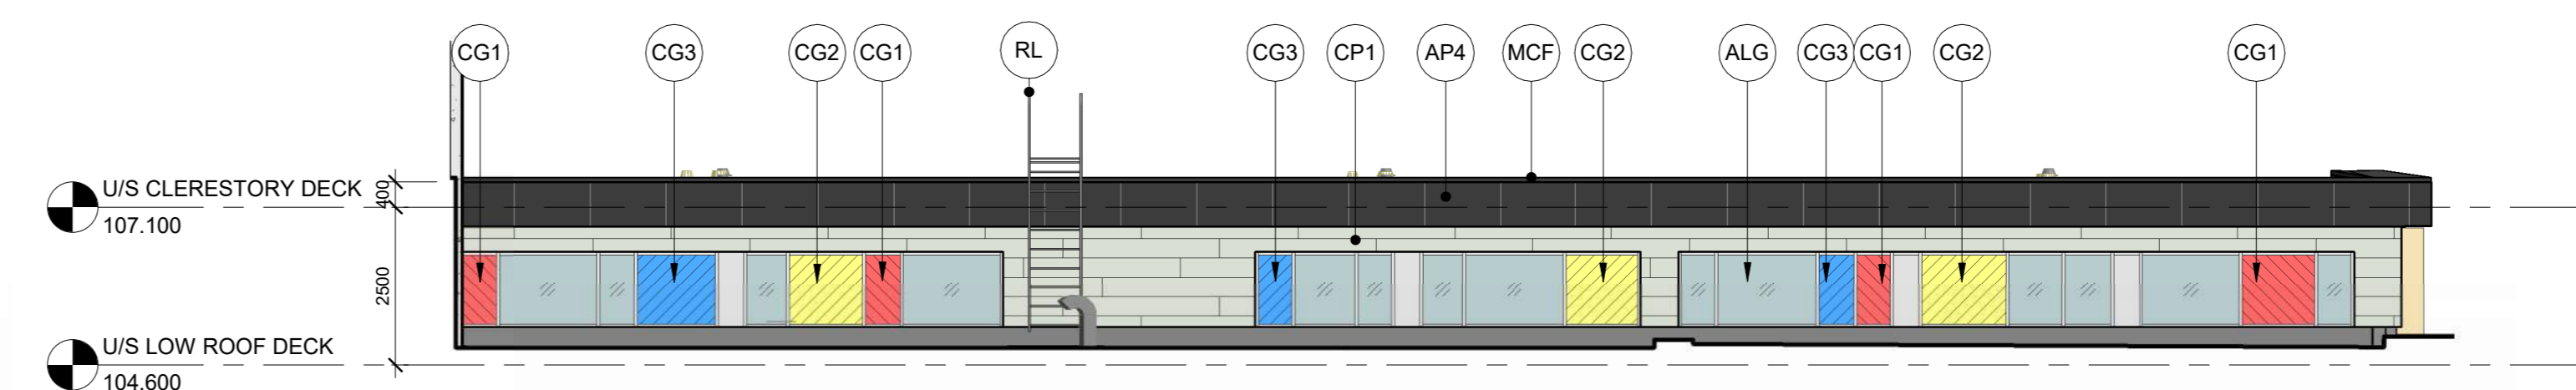 CG1 CG3 CG2 CG1 RL CG3 CP1 AP4 MCF CG2 ALG CG3 CG1 CG2 CG1
U/S CLERESTORY DECK
107.100
400
2500
U/S LOW ROOF DECK
104.600